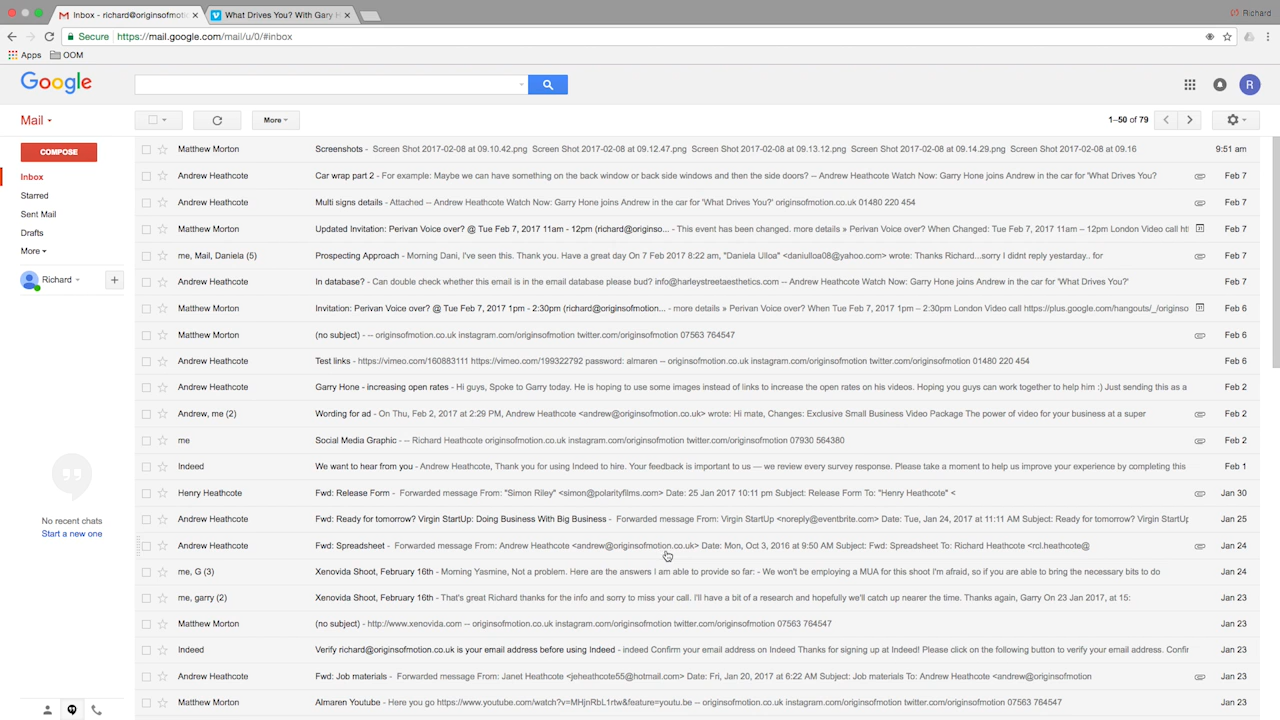 Inbox - richard@originsofmotio What Drives You? With Gary H Richard
Secure https://mail.google.com/mail/u/0/#inbox
Apps OOM
Google
Mail More 1–50 of 79
COMPOSE
Inbox
Starred
Sent Mail
Drafts
More
Richard
No recent chats
Start a new one
Matthew Morton Screenshots - Screen Shot 2017-02-08 at 09.10.42.png Screen Shot 2017-02-08 at 09.12.47.png Screen Shot 2017-02-08 at 09.13.12.png Screen Shot 2017-02-08 at 09.14.29.png Screen Shot 2017-02-08 at 09.16 9:51 am
Andrew Heathcote Car wrap part 2 - For example: Maybe we can have something on the back window or back side windows and then the side doors? -- Andrew Heathcote Watch Now: Garry Hone joins Andrew in the car for 'What Drives You? Feb 7
Andrew Heathcote Multi signs details - Attached -- Andrew Heathcote Watch Now: Garry Hone joins Andrew in the car for 'What Drives You?' originsofmotion.co.uk 01480 220 454 Feb 7
Matthew Morton Updated Invitation: Perivan Voice over? @ Tue Feb 7, 2017 11am - 12pm (richard@originso... - This event has been changed. more details » Perivan Voice over? When Changed: Tue Feb 7, 2017 11am – 12pm London Video call htt Feb 7
me, Mail, Daniela (5) Prospecting Approach - Morning Dani, I've seen this. Thank you. Have a great day On 7 Feb 2017 8:22 am, "Daniela Ulloa" <daniulloa08@yahoo.com> wrote: Thanks Richard...sorry I didnt reply yestarday.. for Feb 7
Andrew Heathcote In database? - Can double check whether this email is in the email database please bud? info@harleystreetaesthetics.com -- Andrew Heathcote Watch Now: Garry Hone joins Andrew in the car for 'What Drives You?' Feb 7
Matthew Morton Invitation: Perivan Voice over? @ Tue Feb 7, 2017 1pm - 2:30pm (richard@originsofmotion... - more details » Perivan Voice over? When Tue Feb 7, 2017 1pm – 2:30pm London Video call https://plus.google.com/hangouts/_/originso Feb 6
Matthew Morton (no subject) - -- originsofmotion.co.uk instagram.com/originsofmotion twitter.com/originsofmotion 07563 764547 Feb 6
Andrew Heathcote Test links - https://vimeo.com/160883111 https://vimeo.com/199322792 password: almaren -- originsofmotion.co.uk instagram.com/originsofmotion twitter.com/originsofmotion 01480 220 454 Feb 6
Andrew Heathcote Garry Hone - increasing open rates - Hi guys, Spoke to Garry today. He is hoping to use some images instead of links to increase the open rates on his videos. Hoping you guys can work together to help him :) Just sending this as a Feb 2
Andrew, me (2) Wording for ad - On Thu, Feb 2, 2017 at 2:29 PM, Andrew Heathcote <andrew@originsofmotion.co.uk> wrote: Hi mate, Changes: Exclusive Small Business Video Package The power of video for your business at a super Feb 2
me Social Media Graphic - -- Richard Heathcote originsofmotion.co.uk instagram.com/originsofmotion twitter.com/originsofmotion 07930 564380 Feb 2
Indeed We want to hear from you - Andrew Heathcote, Thank you for using Indeed to hire. Your feedback is important to us — we review every survey response. Please take a moment to help us improve your experience by completing this Feb 1
Henry Heathcote Fwd: Release Form - Forwarded message From: "Simon Riley" <simon@polarityfilms.com> Date: 25 Jan 2017 10:11 pm Subject: Release Form To: "Henry Heathcote" < Jan 30
Andrew Heathcote Fwd: Ready for tomorrow? Virgin StartUp: Doing Business With Big Business - Forwarded message From: Virgin StartUp <noreply@eventbrite.com> Date: Tue, Jan 24, 2017 at 11:11 AM Subject: Ready for tomorrow? Virgin StartUp Jan 25
Andrew Heathcote Fwd: Spreadsheet - Forwarded message From: Andrew Heathcote <andrew@originsofmotion.co.uk> Date: Mon, Oct 3, 2016 at 9:50 AM Subject: Fwd: Spreadsheet To: Richard Heathcote <rcl.heathcote@ Jan 24
me, G (3) Xenovida Shoot, February 16th - Morning Yasmine, Not a problem. Here are the answers I am able to provide so far: - We won't be employing a MUA for this shoot I'm afraid, so if you are able to bring the necessary bits to do Jan 24
me, garry (2) Xenovida Shoot, February 16th - That's great Richard thanks for the info and sorry to miss your call. I'll have a bit of a research and hopefully we'll catch up nearer the time. Thanks again, Garry On 23 Jan 2017, at 15: Jan 23
Matthew Morton (no subject) - http://www.xenovida.com -- originsofmotion.co.uk instagram.com/originsofmotion twitter.com/originsofmotion 07563 764547 Jan 23
Indeed Verify richard@originsofmotion.co.uk is your email address before using Indeed - indeed Confirm your email address on Indeed Thanks for signing up at Indeed! Please click on the following button to verify your email address. Confirm Jan 23
Andrew Heathcote Fwd: Job materials - Forwarded message From: Janet Heathcote <jeheathcote55@hotmail.com> Date: Fri, Jan 20, 2017 at 6:22 AM Subject: Job materials To: Andrew Heathcote <andrew@originsofmotion Jan 23
Matthew Morton Almaren Youtube - Here you go https://www.youtube.com/watch?v=MHjnRbL1rtw&feature=youtu.be -- originsofmotion.co.uk instagram.com/originsofmotion twitter.com/originsofmotion 07563 764547 Jan 23